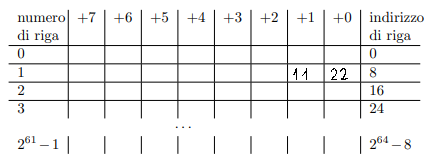 numero +7 +6 +5 +4 +3 +2 +1 +0 indirizzo
di riga di riga
0 0
1 11 22 8
2 16
3 24
...
2^61 − 1 2^64 − 8